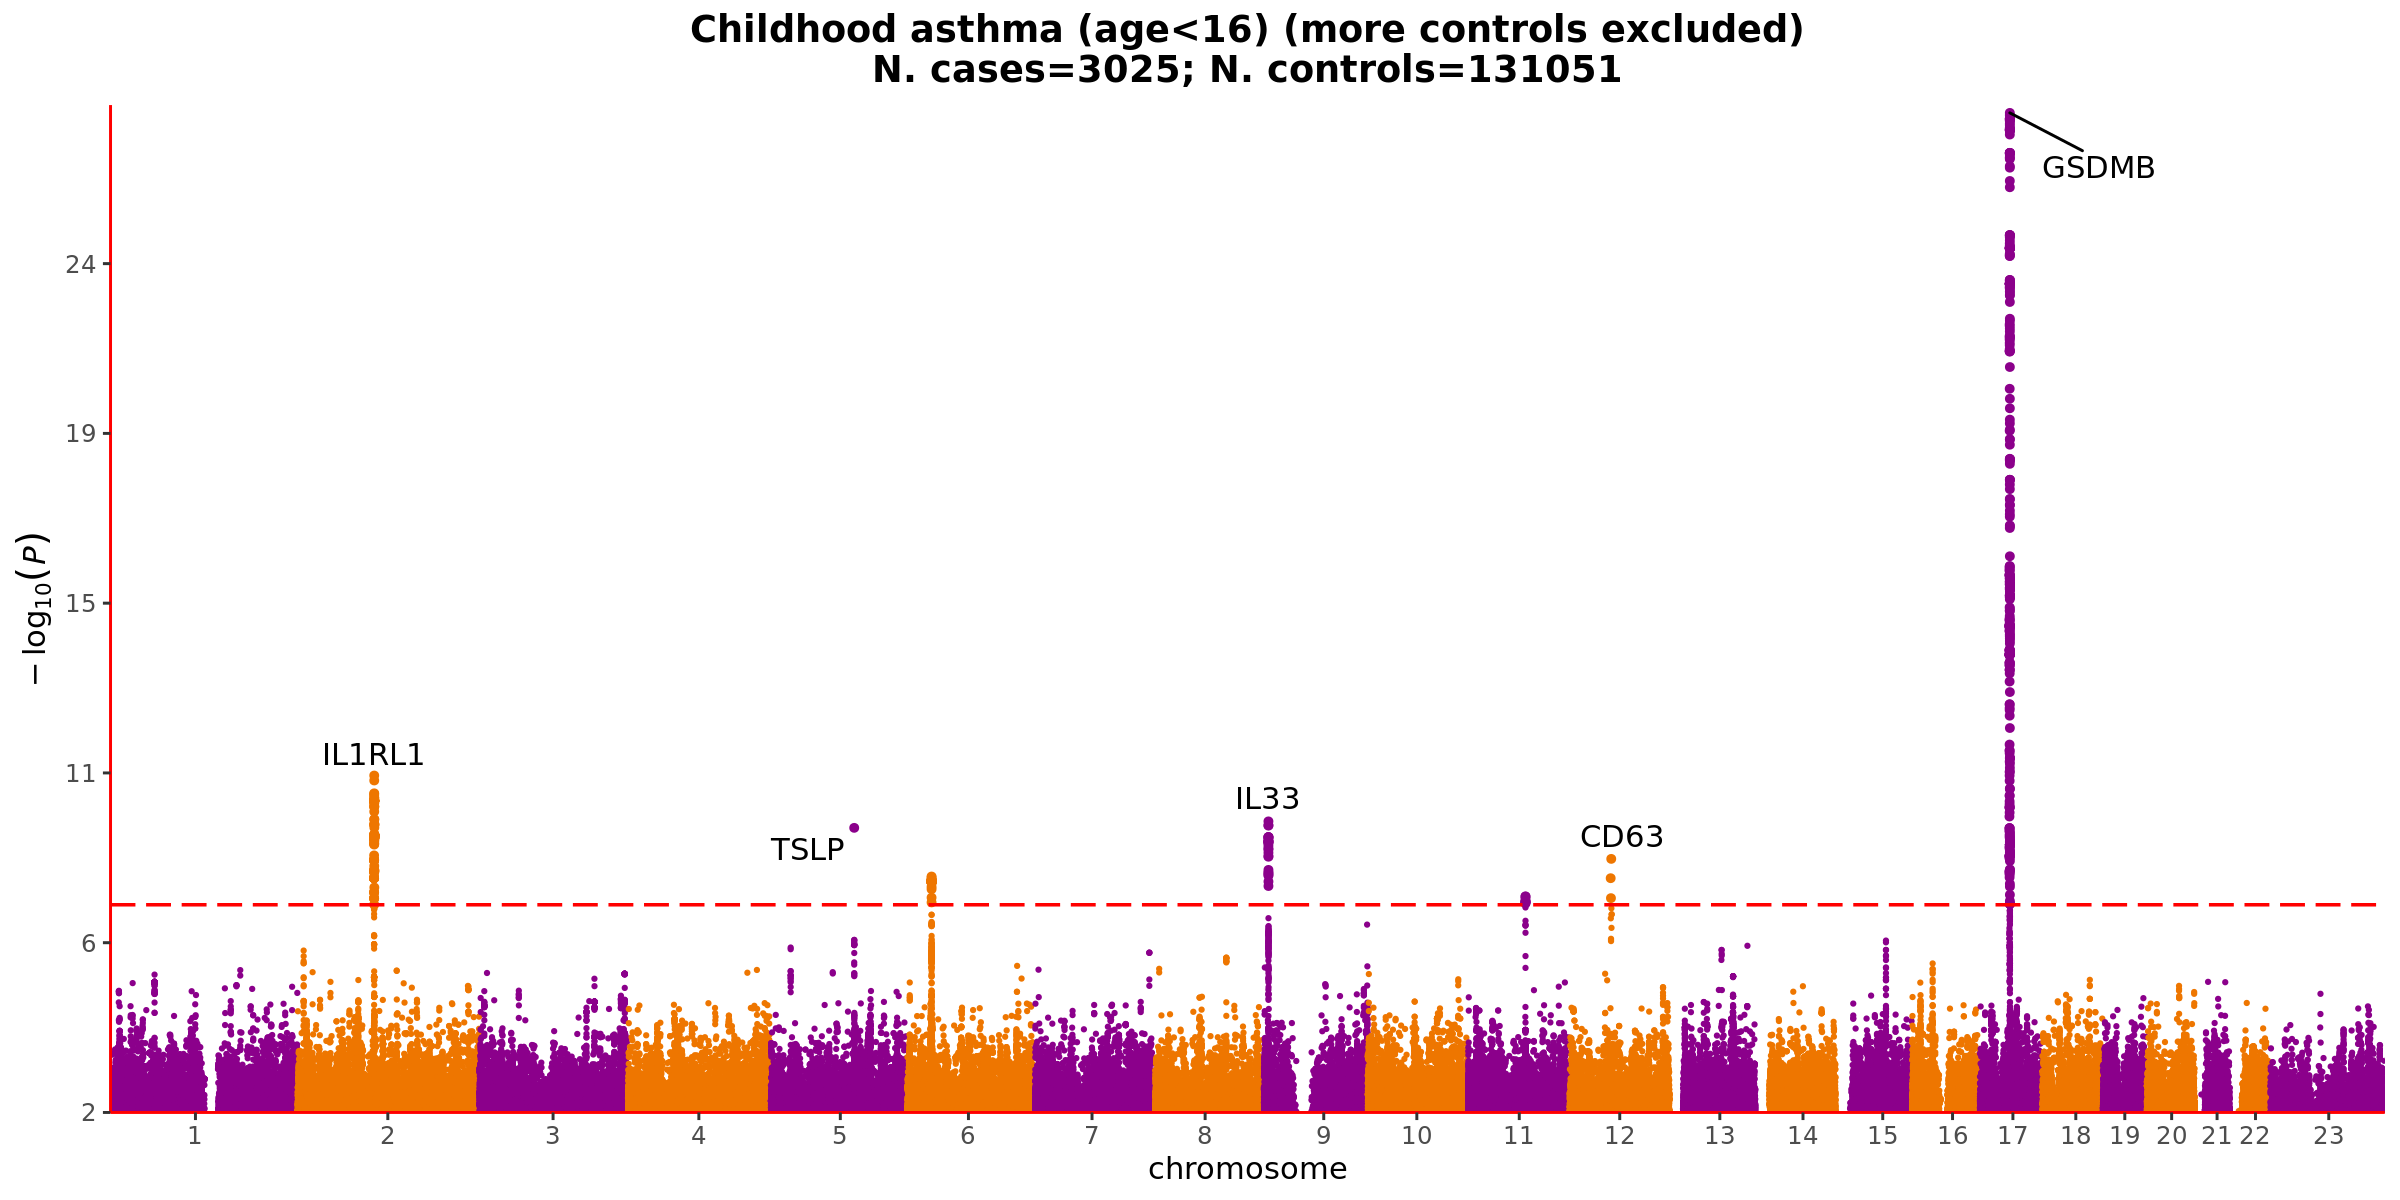 Childhood asthma (age<16) (more controls excluded)
N. cases=3025; N. controls=131051
GSDMB
24
19
− log₁₀(P)
15
IL1RL1
11
IL33
CD63
TSLP
6
2
1 2 3 4 5 6 7 8 9 10 11 12 13 14 15 16 17 18 19 20 21 22 23
chromosome